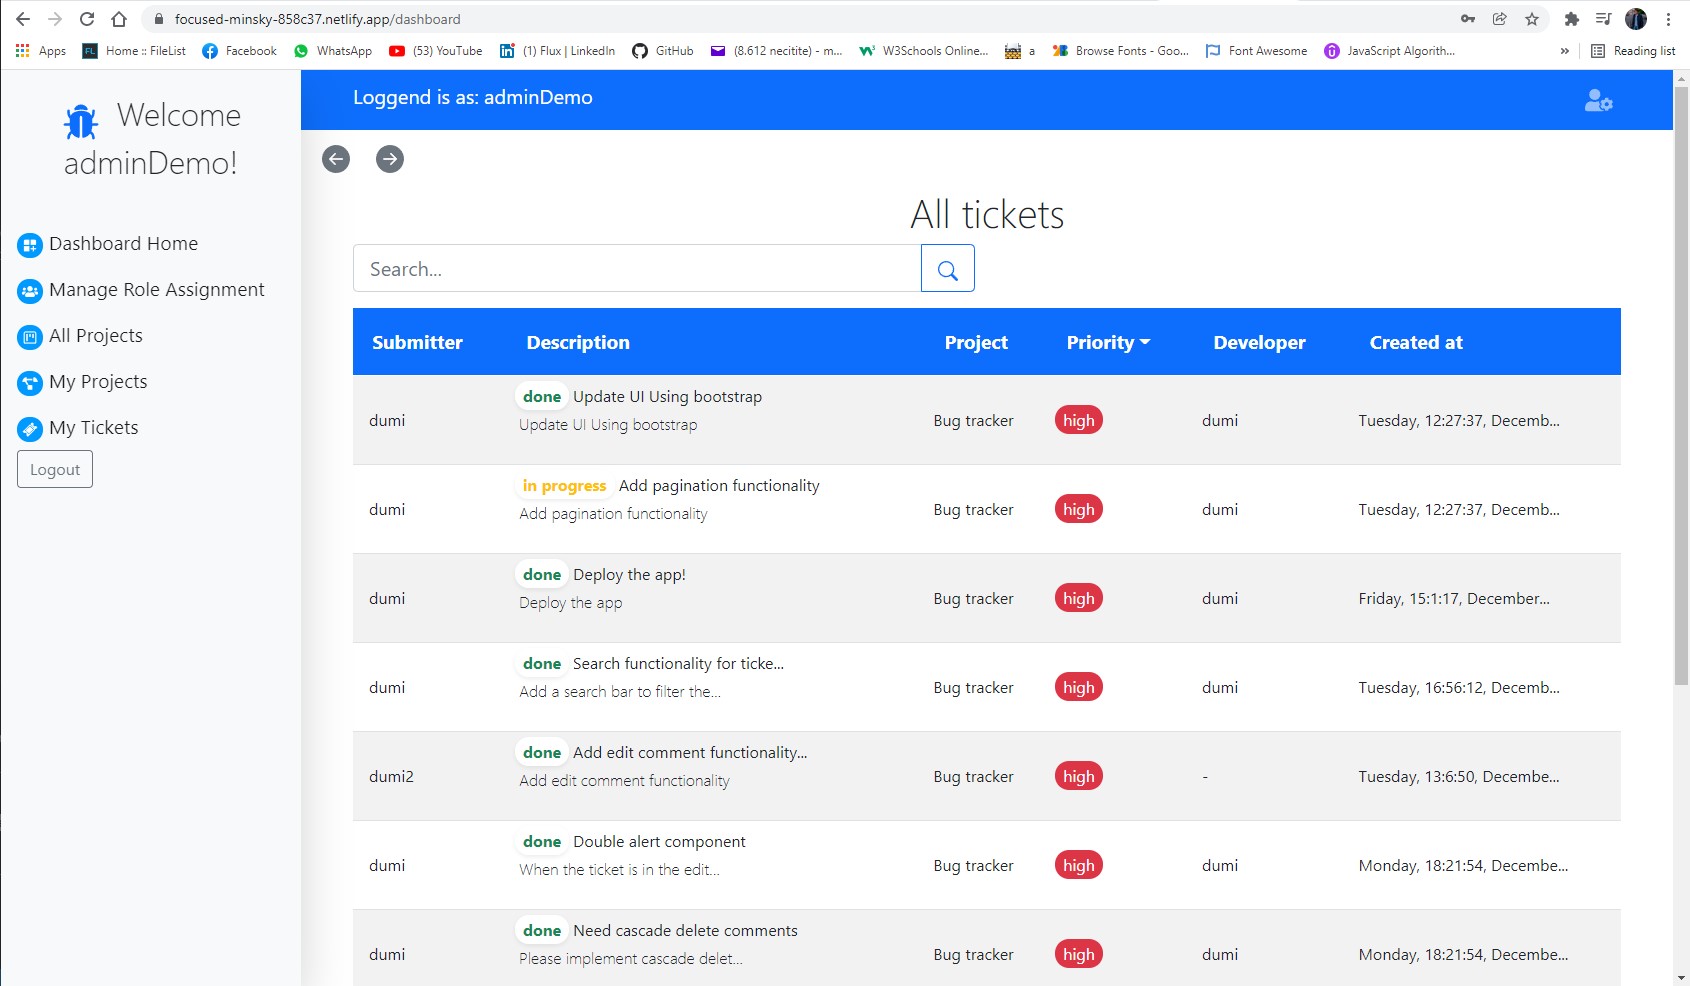 focused-minsky-858c37.netlify.app/dashboard
Apps Home :: FileList Facebook WhatsApp (53) YouTube (1) Flux | LinkedIn GitHub (8.612 necitite) - m... W3Schools Online... a Browse Fonts - Goo... Font Awesome JavaScript Algorith... » Reading list
Welcome
adminDemo!
Dashboard Home
Manage Role Assignment
All Projects
My Projects
My Tickets
Logout
Loggend is as: adminDemo
All tickets
Search...
Submitter Description Project Priority Developer Created at
done Update UI Using bootstrap
Update UI Using bootstrap
dumi Bug tracker high dumi Tuesday, 12:27:37, Decemb...
in progress Add pagination functionality
Add pagination functionality
dumi Bug tracker high dumi Tuesday, 12:27:37, Decemb...
done Deploy the app!
Deploy the app
dumi Bug tracker high dumi Friday, 15:1:17, December...
done Search functionality for ticke...
Add a search bar to filter the...
dumi Bug tracker high dumi Tuesday, 16:56:12, Decemb...
done Add edit comment functionality...
Add edit comment functionality
dumi2 Bug tracker high - Tuesday, 13:6:50, Decembe...
done Double alert component
When the ticket is in the edit...
dumi Bug tracker high dumi Monday, 18:21:54, Decembe...
done Need cascade delete comments
Please implement cascade delet...
dumi Bug tracker high dumi Monday, 18:21:54, Decembe...